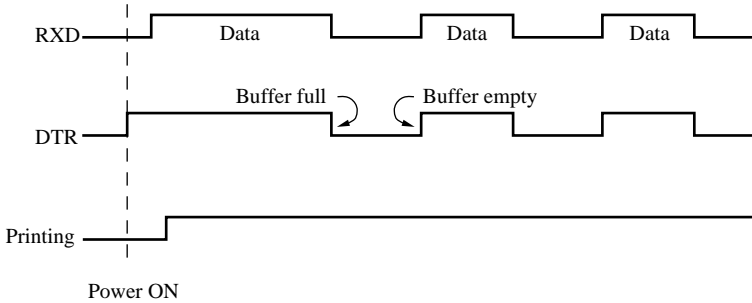 RXD Data Data Data
Buffer full Buffer empty
DTR
Printing
Power ON